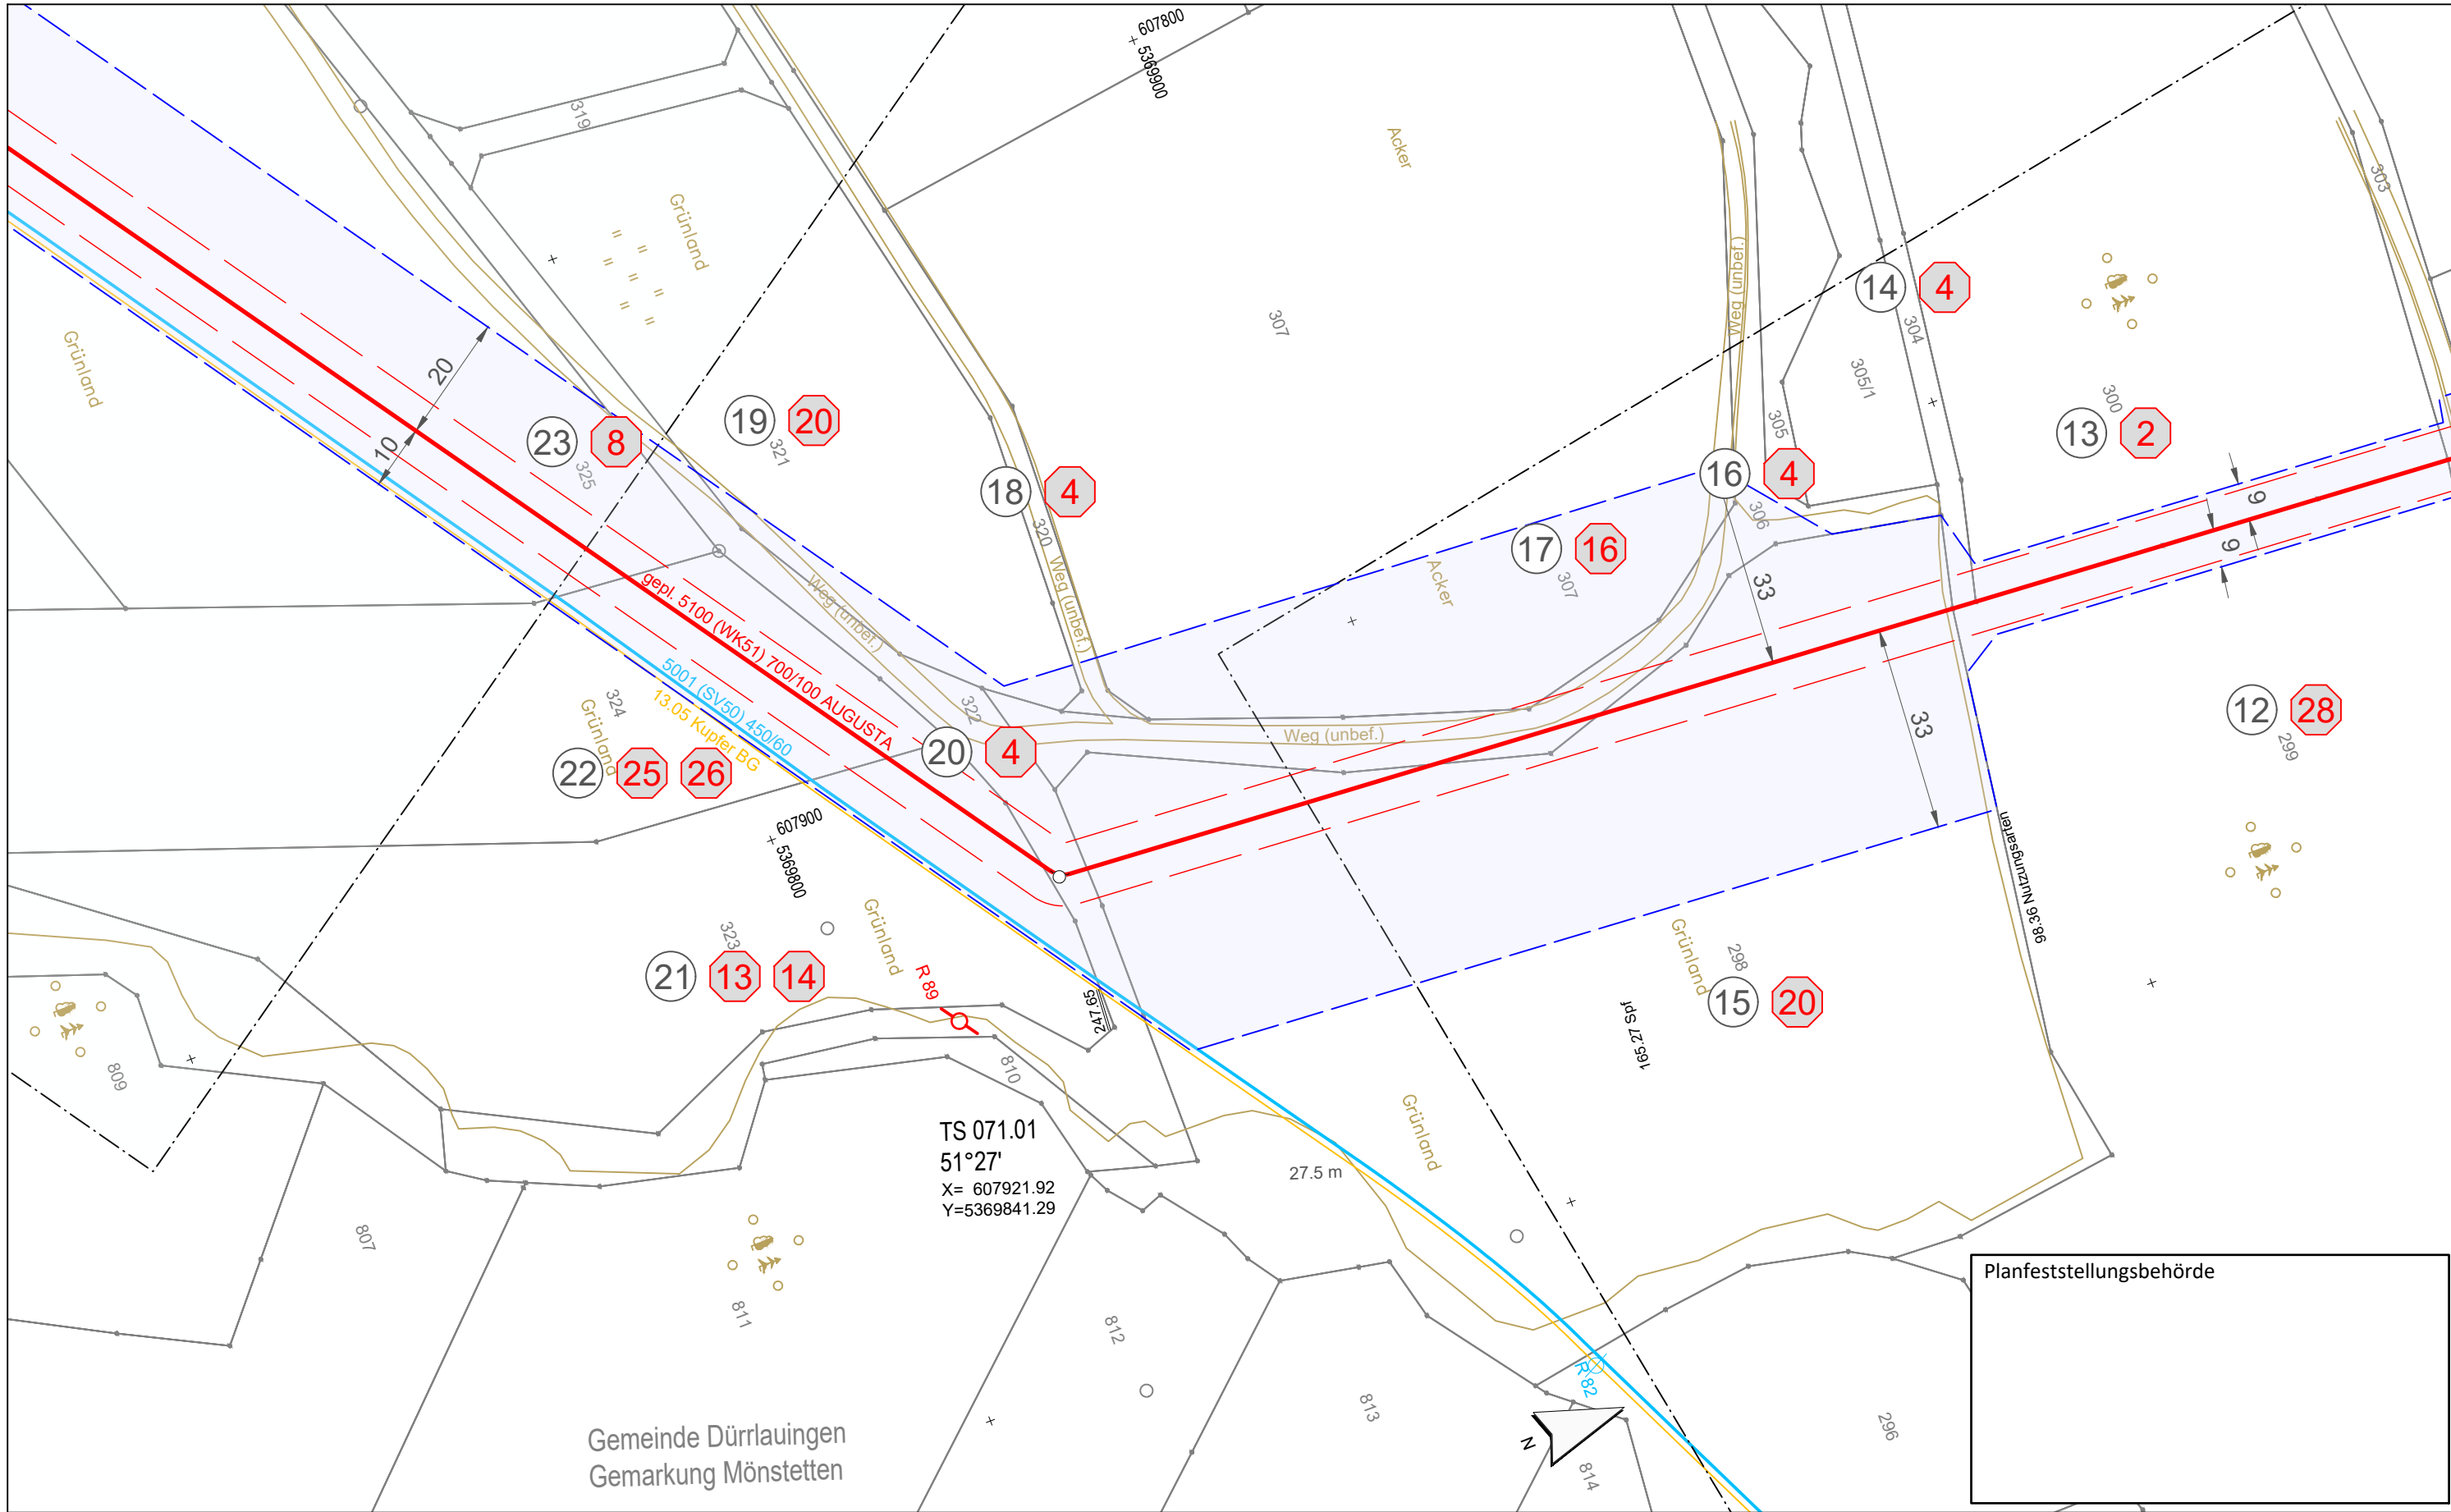 607800
5369900
319
Acker
Grünland
303
Weg (unbef.)
14
4
304
307
Grünland
20
305/1
300
13
2
305
10
23
8
325
19
20
321
18
4
320
Weg (unbef.)
16
4
306
17
16
307
Acker
9
9
33
33
gepl. 5100 (WK51) 700/100 AUGUSTA
Weg (unbef.)
5001 (SV50) 450/60
13.05 Kupfer BG
324
Grünland
322
20
4
Weg (unbef.)
12
28
299
22
25
26
607900
5369800
98.36 Nutzungsarten
Grünland
323
21
13
14
R 89
247.65
Grünland
298
15
20
165.27 Spf
809
810
TS 071.01
51°27'
X= 607921.92
Y=5369841.29
Grünland
27.5 m
807
811
812
813
R 82
N
814
296
Planfeststellungsbehörde
Gemeinde Dürrlauingen
Gemarkung Mönstetten